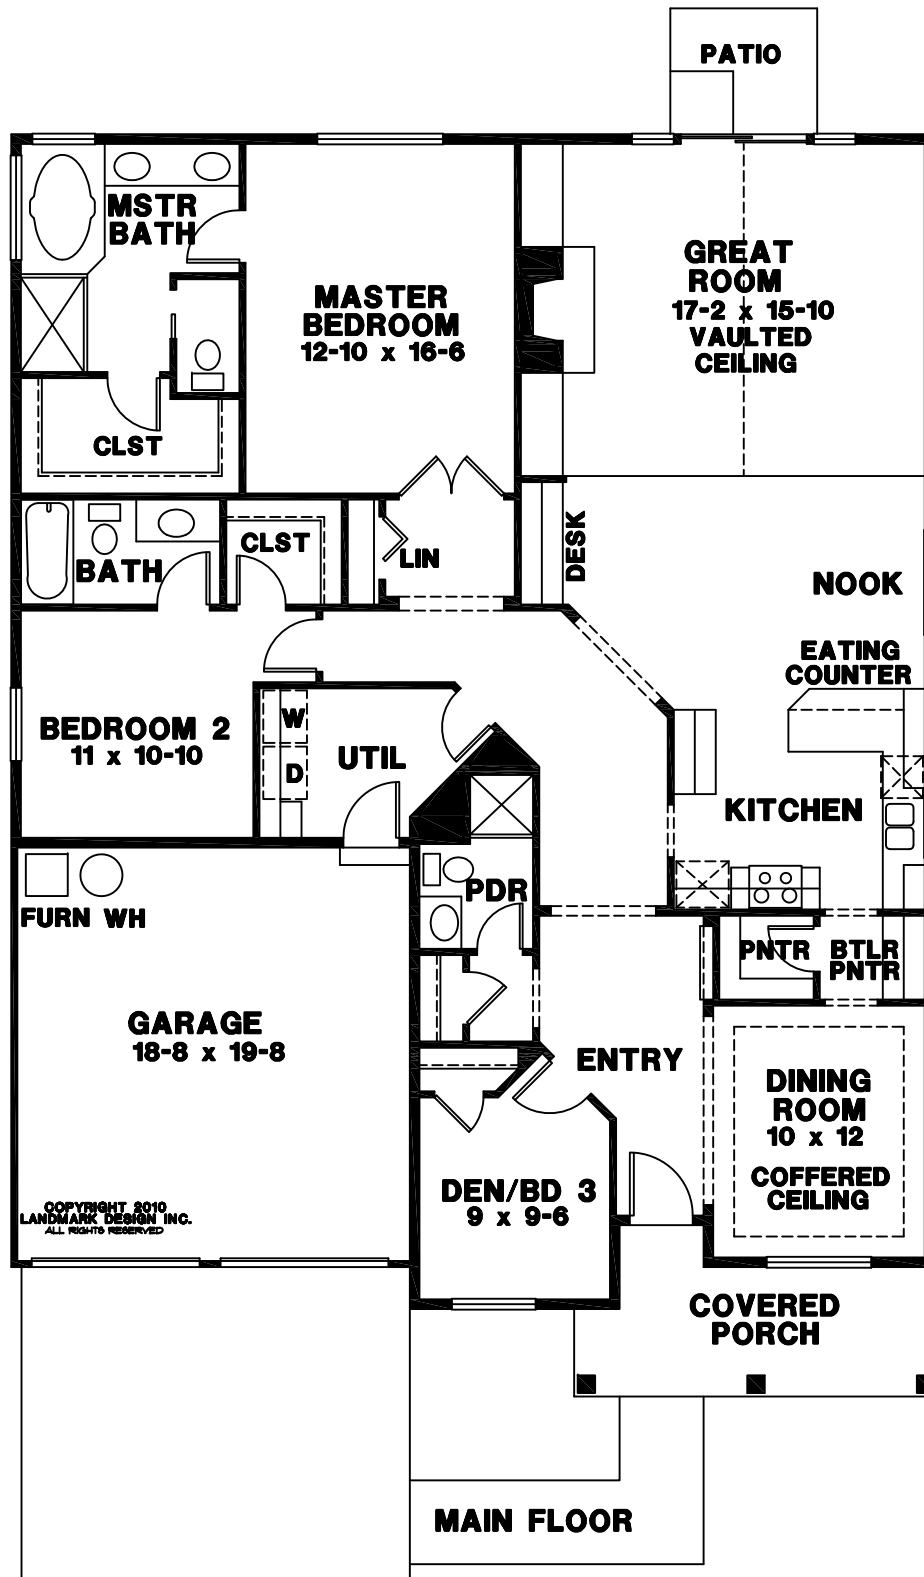 PATIO
MSTR
BATH
MASTER
BEDROOM
12-10 x 16-6
GREAT
ROOM
17-2 x 15-10
VAULTED
CEILING
CLST
BATH
CLST
LIN
DESK
NOOK
EATING
COUNTER
BEDROOM 2
11 x 10-10
W
D
UTIL
KITCHEN
PDR
FURN WH
PNTR
BTLR
PNTR
GARAGE
18-8 x 19-8
ENTRY
DINING
ROOM
10 x 12
COFFERED
CEILING
DEN/BD 3
9 x 9-6
COPYRIGHT 2010
LANDMARK DESIGN INC.
ALL RIGHTS RESERVED
COVERED
PORCH
MAIN FLOOR